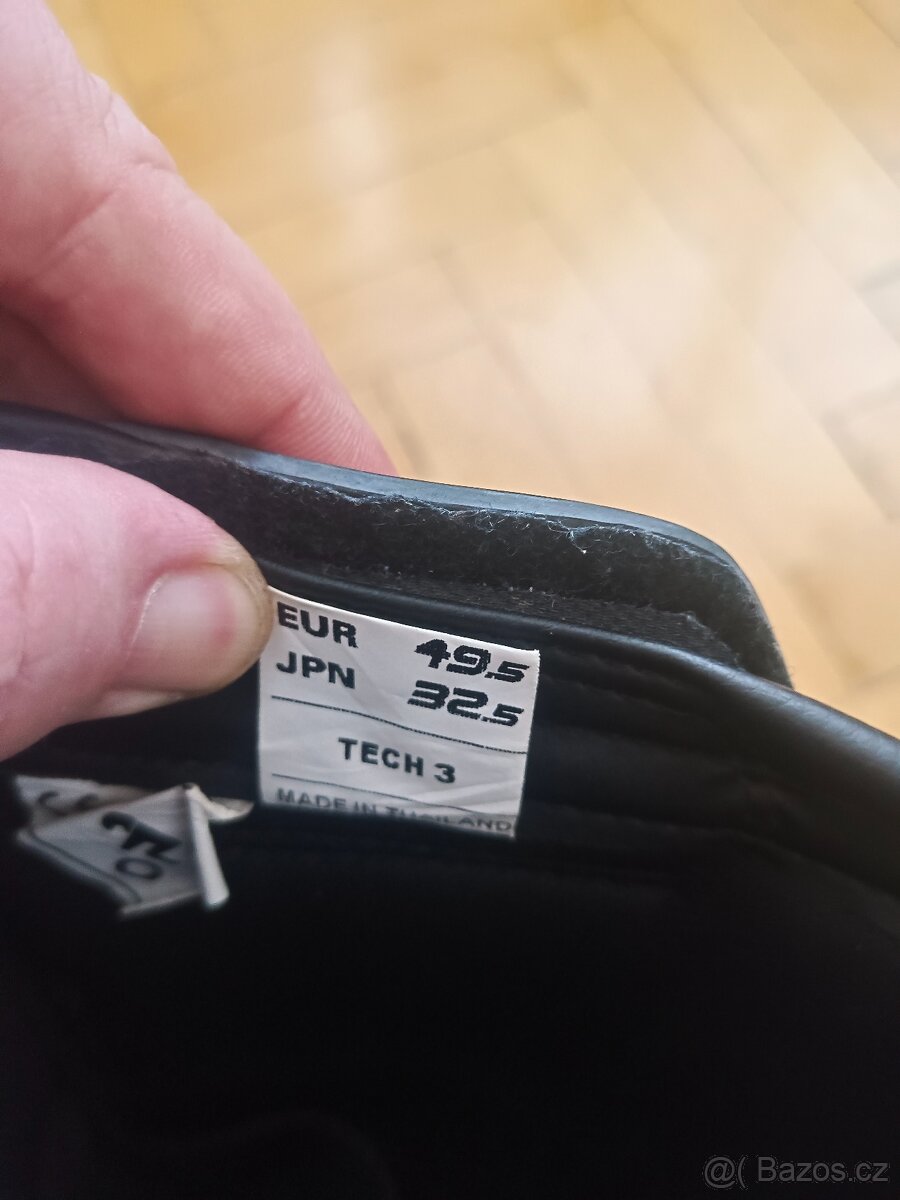 EUR 49.5
JPN 32.5
TECH 3
MADE IN THAILAND
@( Bazos.cz